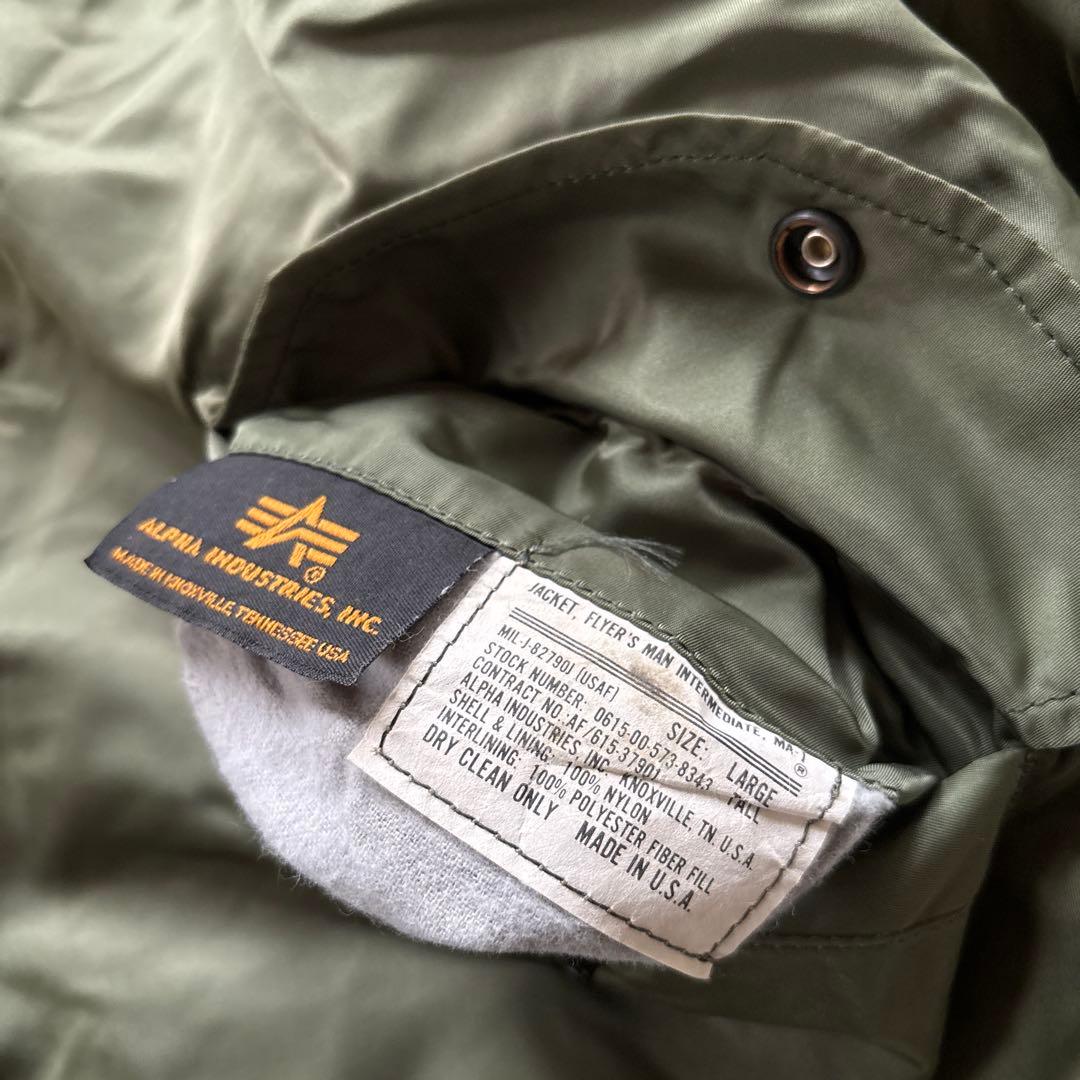 ALPHA INDUSTRIES, INC.
MADE IN KNOXVILLE, TENNESSEE USA
JACKET, FLYER'S MAN INTERMEDIATE, MA-1
®
SIZE: LARGE
TALL
MIL-J-8279OJ (USAF)
STOCK NUMBER: 0615-00-573-8343
CONTRACT NO.:AF/615-37901
ALPHA INDUSTRIES, INC. KNOXVILLE, TN. U.S.A.
SHELL & LINING: 100% NYLON
INTERLINING: 100% POLYESTER FIBER FILL
DRY CLEAN ONLY MADE IN U.S.A.